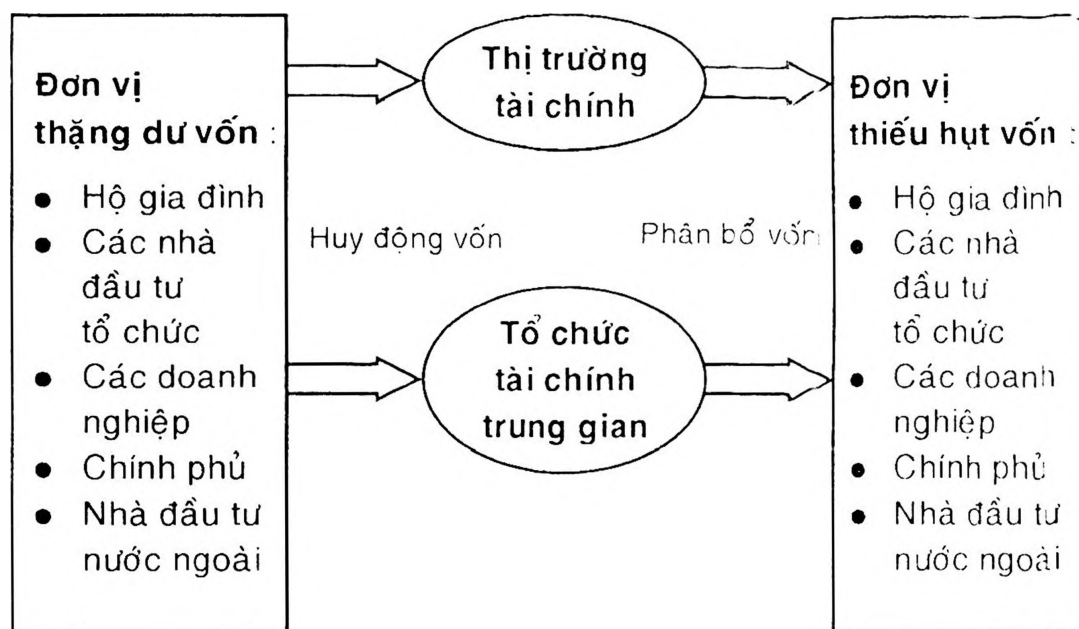 Đơn vị
thặng dư vốn :
● Hộ gia đình
● Các nhà
đầu tư
tổ chức
● Các doanh
nghiệp
● Chính phủ
● Nhà đầu tư
nước ngoài
Thị trường
tài chính
Huy động vốn
Phân bổ vốn
Tổ chức
tài chính
trung gian
Đơn vị
thiếu hụt vốn :
● Hộ gia đình
● Các nhà
đầu tư
tổ chức
● Các doanh
nghiệp
● Chính phủ
● Nhà đầu tư
nước ngoài